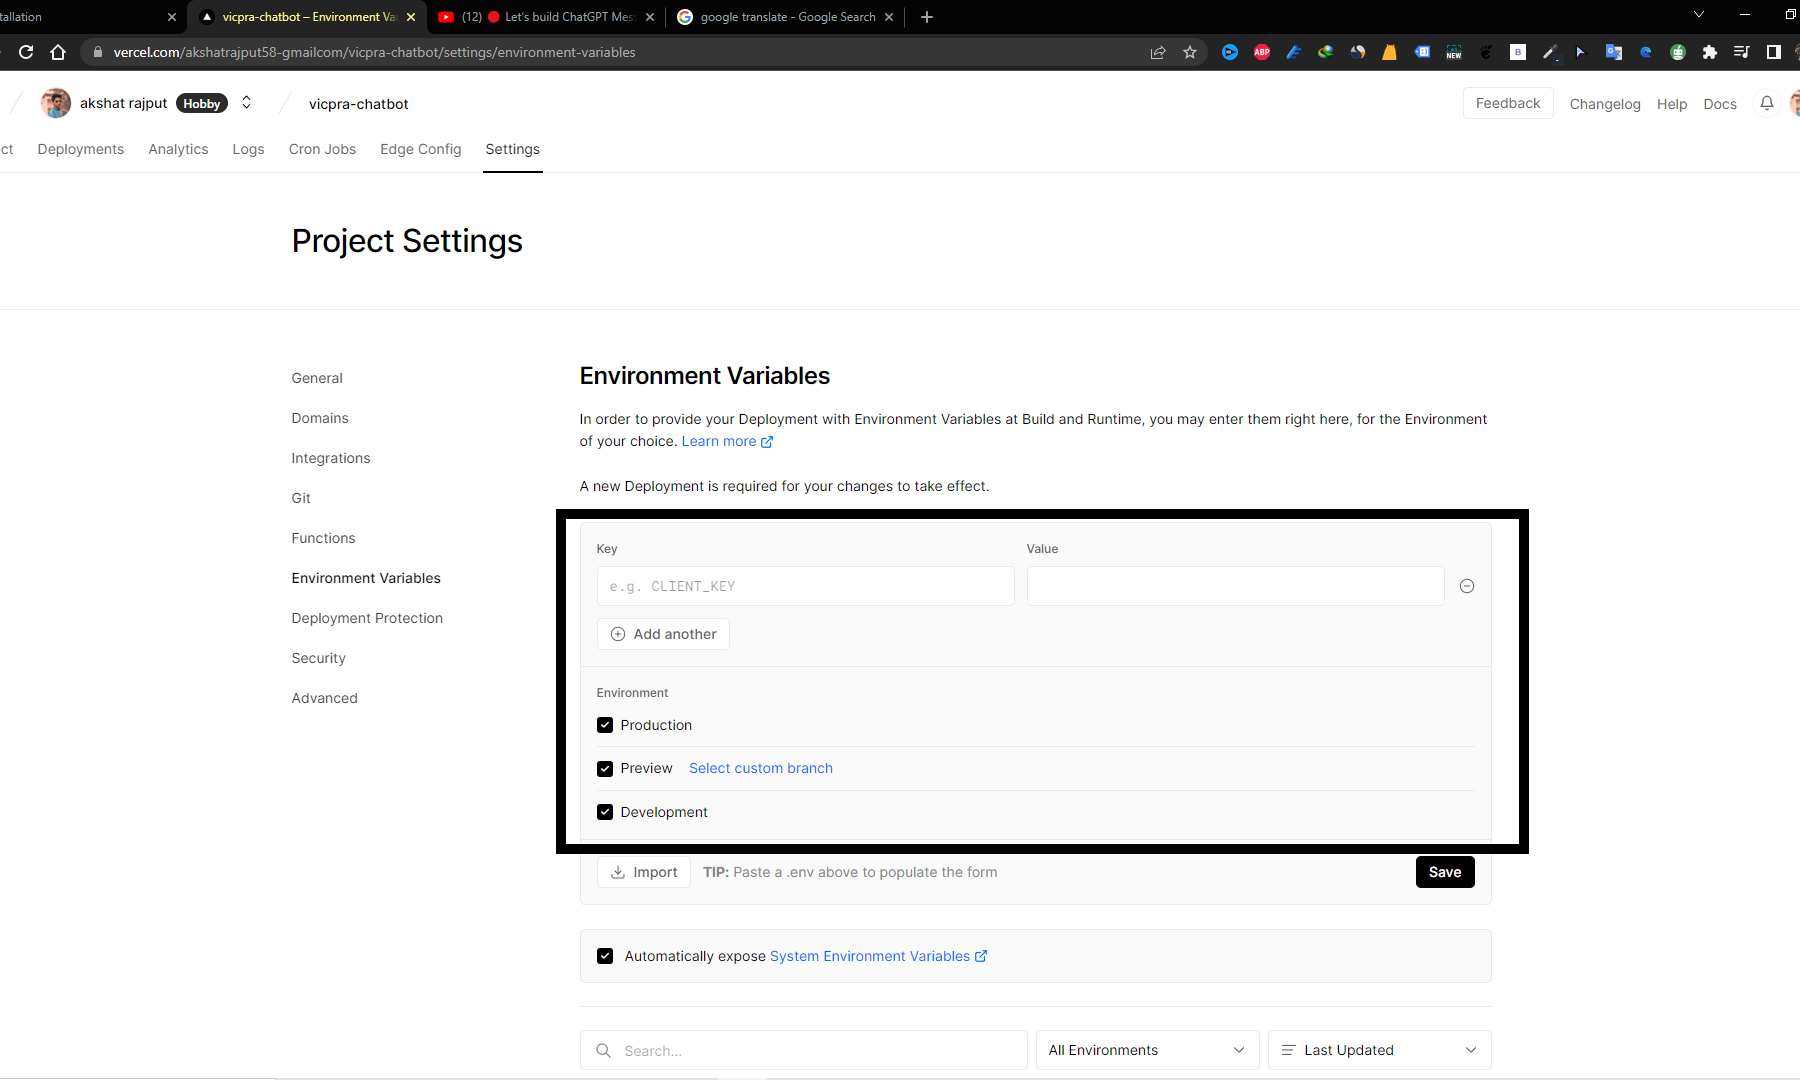 tallation
vicpra-chatbot – Environment Va
(12) 🔴 Let's build ChatGPT Mes
google translate - Google Search
vercel.com/akshatrajput58-gmailcom/vicpra-chatbot/settings/environment-variables
ABP
NEW
B
akshat rajput
Hobby
vicpra-chatbot
Feedback
Changelog
Help
Docs
ct
Deployments
Analytics
Logs
Cron Jobs
Edge Config
Settings
Project Settings
General
Domains
Integrations
Git
Functions
Environment Variables
Deployment Protection
Security
Advanced
Environment Variables
In order to provide your Deployment with Environment Variables at Build and Runtime, you may enter them right here, for the Environment
of your choice. Learn more
A new Deployment is required for your changes to take effect.
Key
Value
e.g. CLIENT_KEY
Add another
Environment
Production
Preview
Select custom branch
Development
Import
TIP: Paste a .env above to populate the form
Save
Automatically expose System Environment Variables
Search...
All Environments
Last Updated